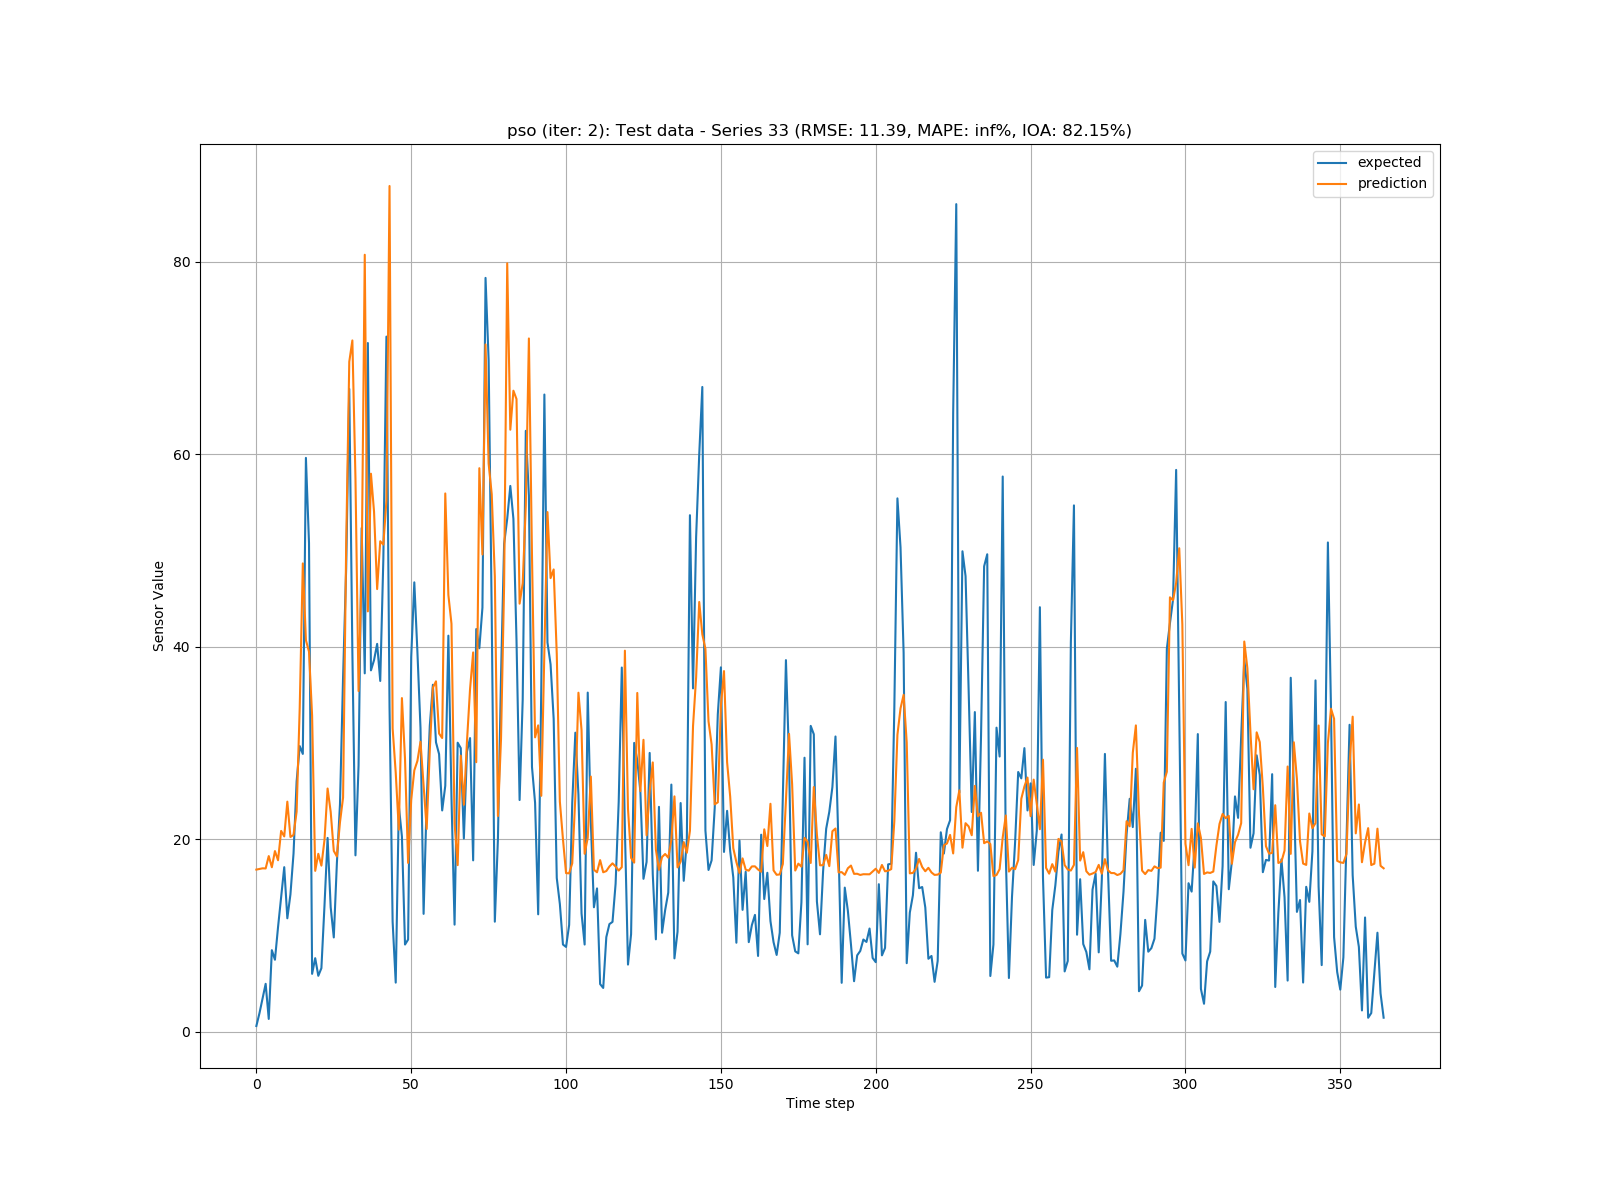 pso (iter: 2): Test data - Series 33 (RMSE: 11.39, MAPE: inf%, IOA: 82.15%)
expected
prediction
80
60
40
20
0
Sensor Value
0 50 100 150 200 250 300 350
Time step